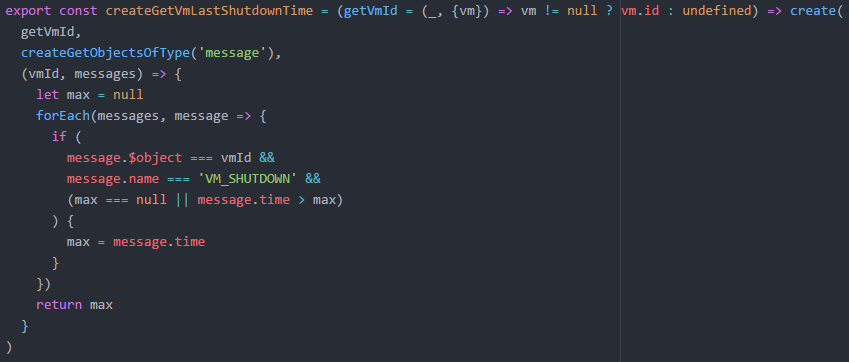 export const createGetVmLastShutdownTime = (getVmId = (_, {vm}) => vm != null ? vm.id : undefined) => create(
  getVmId,
  createGetObjectsOfType('message'),
  (vmId, messages) => {
    let max = null
    forEach(messages, message => {
      if (
        message.$object === vmId &&
        message.name === 'VM_SHUTDOWN' &&
        (max === null || message.time > max)
      ) {
        max = message.time
      }
    })
    return max
  }
)